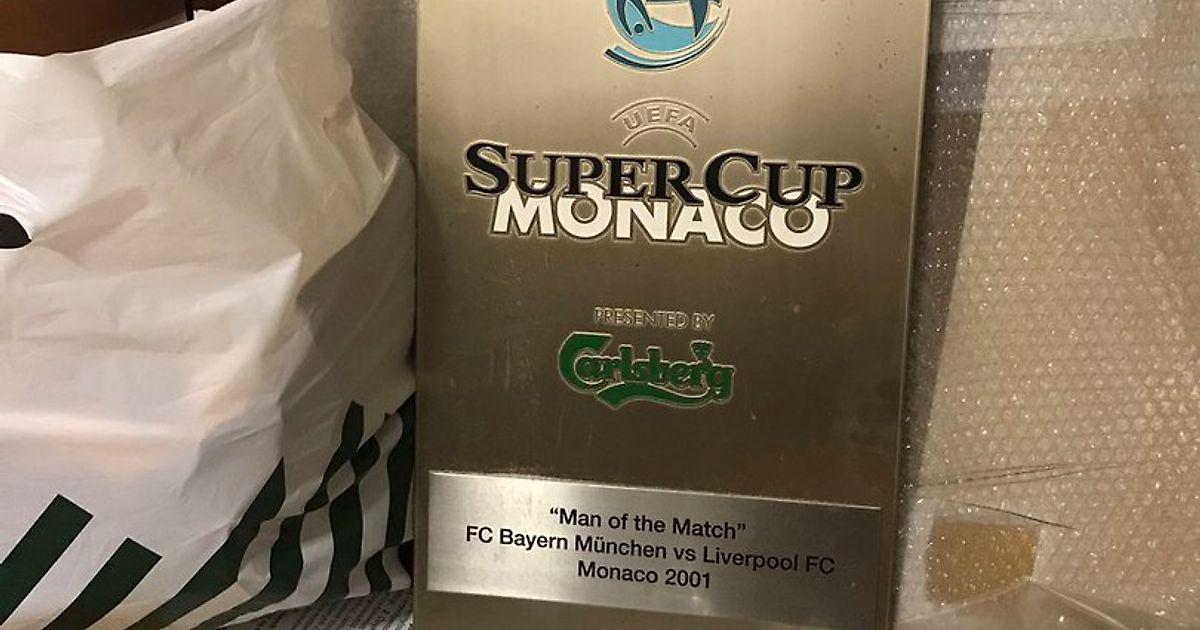 UEFA
SUPER CUP
MONACO
PRESENTED BY
Carlsberg
“Man of the Match”
FC Bayern München vs Liverpool FC
Monaco 2001